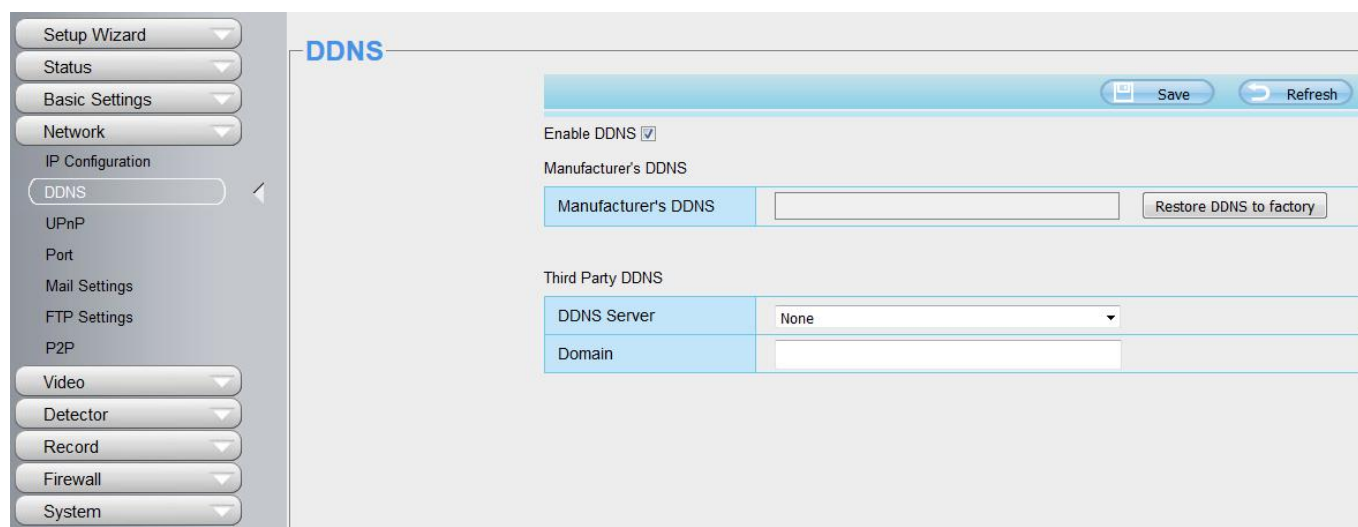 Setup Wizard
Status
Basic Settings
Network
IP Configuration
DDNS
UPnP
Port
Mail Settings
FTP Settings
P2P
Video
Detector
Record
Firewall
System
DDNS
Save Refresh
Enable DDNS
Manufacturer's DDNS
Manufacturer's DDNS Restore DDNS to factory
Third Party DDNS
DDNS Server None
Domain